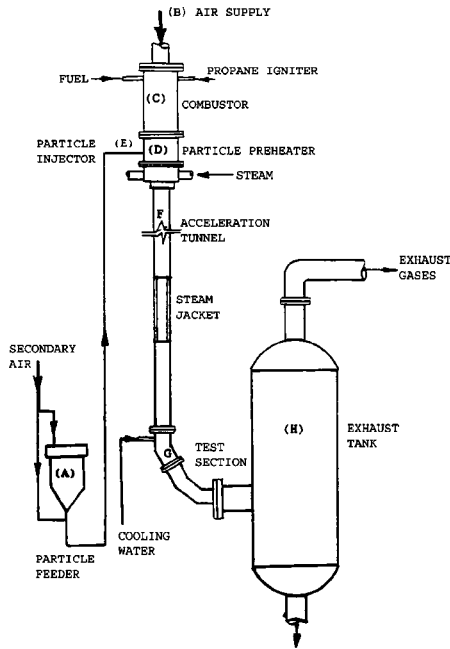 (B) AIR SUPPLY
FUEL
PROPANE IGNITER
(C)
COMBUSTOR
PARTICLE
INJECTOR
(E)
(D)
PARTICLE PREHEATER
STEAM
F
ACCELERATION
TUNNEL
EXHAUST
GASES
STEAM
JACKET
SECONDARY
AIR
(H)
EXHAUST
TANK
TEST
SECTION
G
(A)
COOLING
WATER
PARTICLE
FEEDER